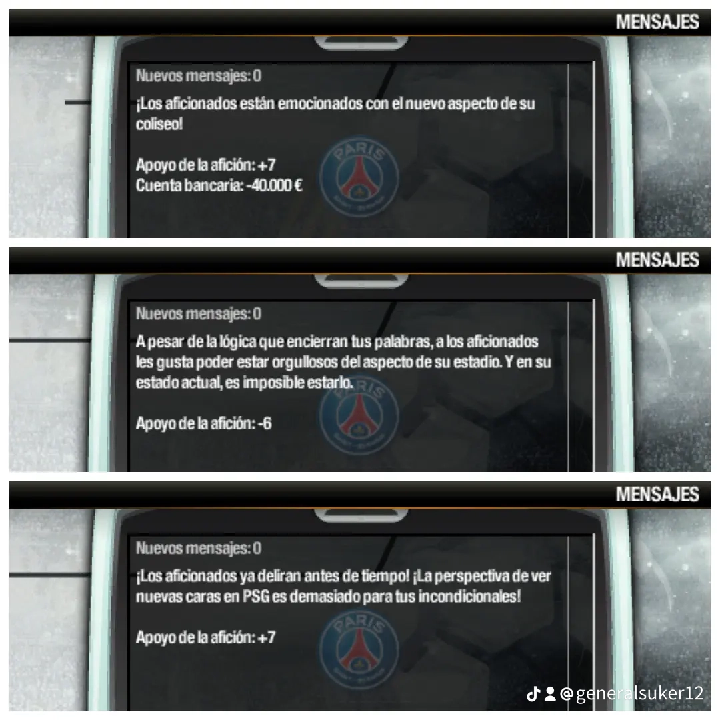 MENSAJES
Nuevos mensajes: 0
¡Los aficionados están emocionados con el nuevo aspecto de su
coliseo!
Apoyo de la afición: +7
Cuenta bancaria: -40.000 €
PARIS
MENSAJES
Nuevos mensajes: 0
A pesar de la lógica que encierran tus palabras, a los aficionados
les gusta poder estar orgullosos del aspecto de su estadio. Y en su
estado actual, es imposible estarlo.
PARIS
Apoyo de la afición: -6
MENSAJES
Nuevos mensajes: 0
¡Los aficionados ya deliran antes de tiempo! ¡La perspectiva de ver
nuevas caras en PSG es demasiado para tus incondicionales!
Apoyo de la afición: +7
PARIS
@generalsuker12